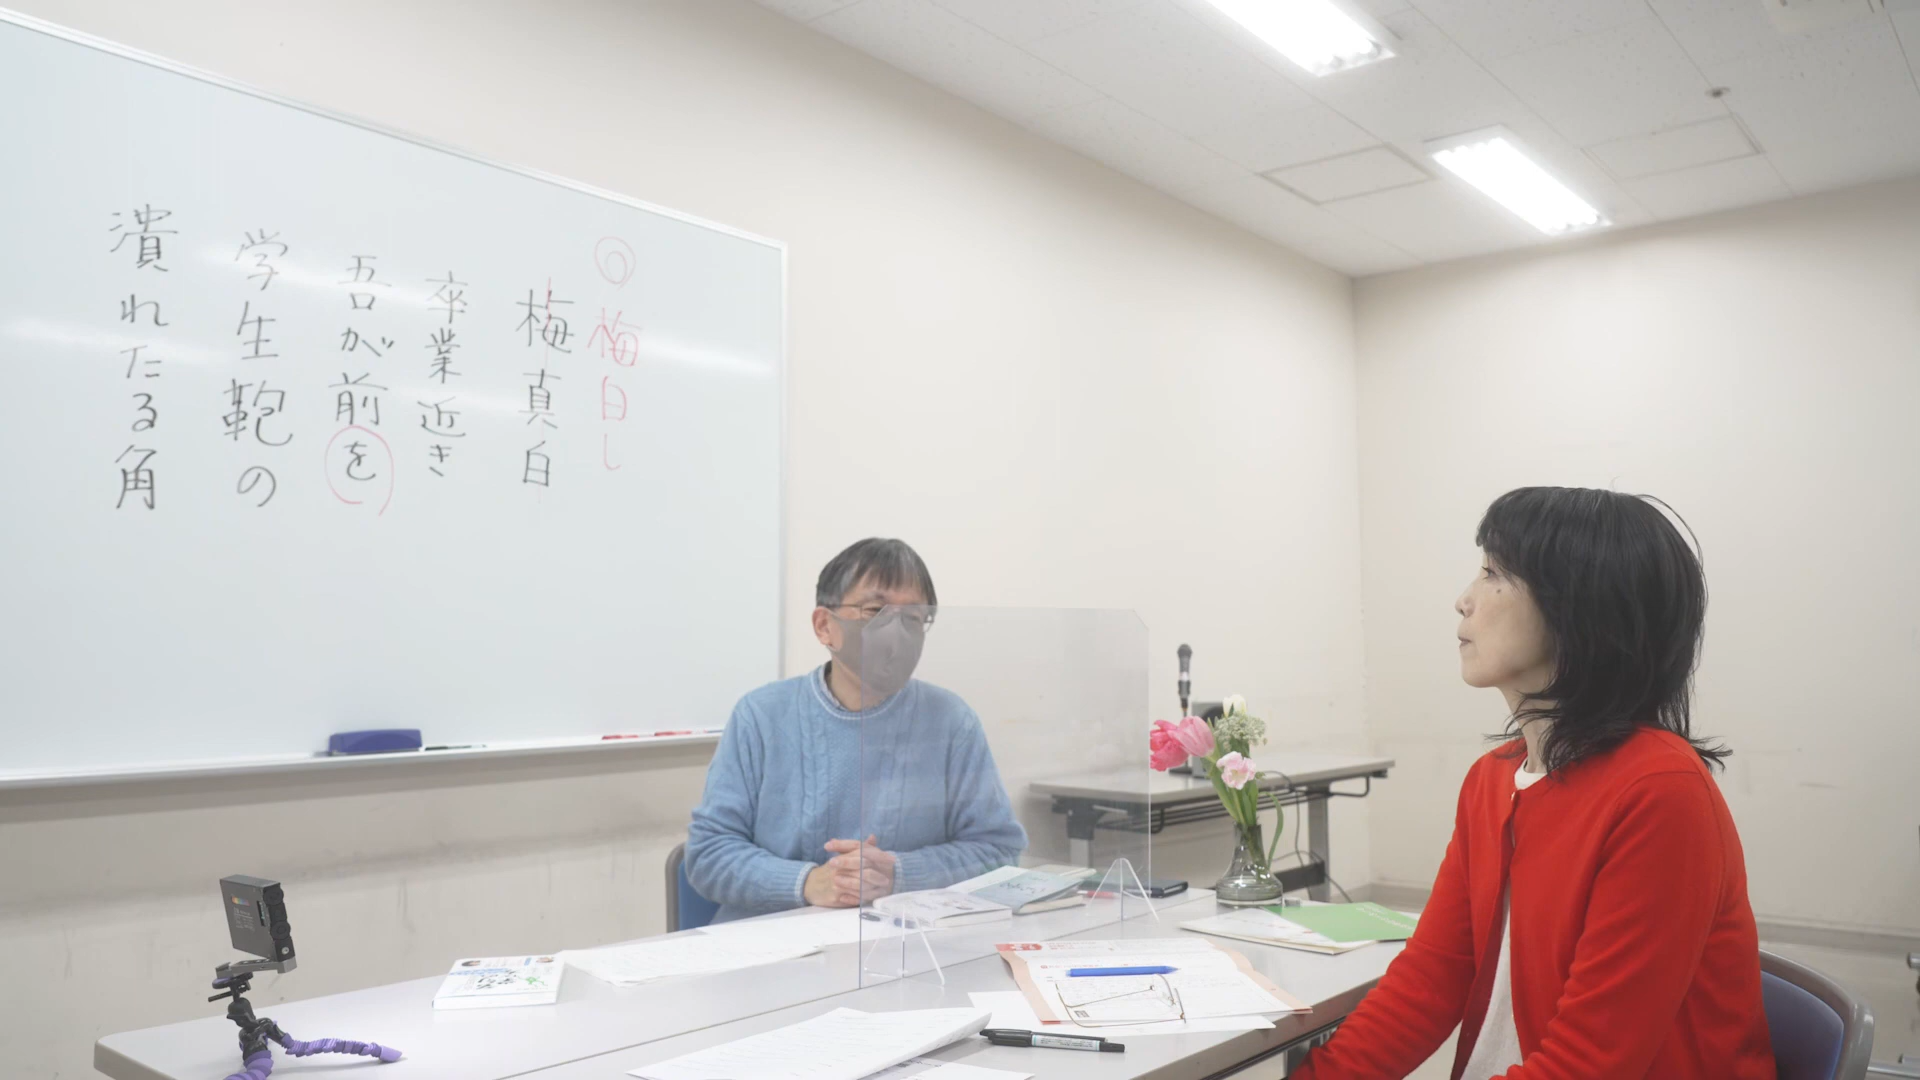 ◎梅白し
梅真白
卒業近き
吾が前を
学生鞄の
潰れたる角